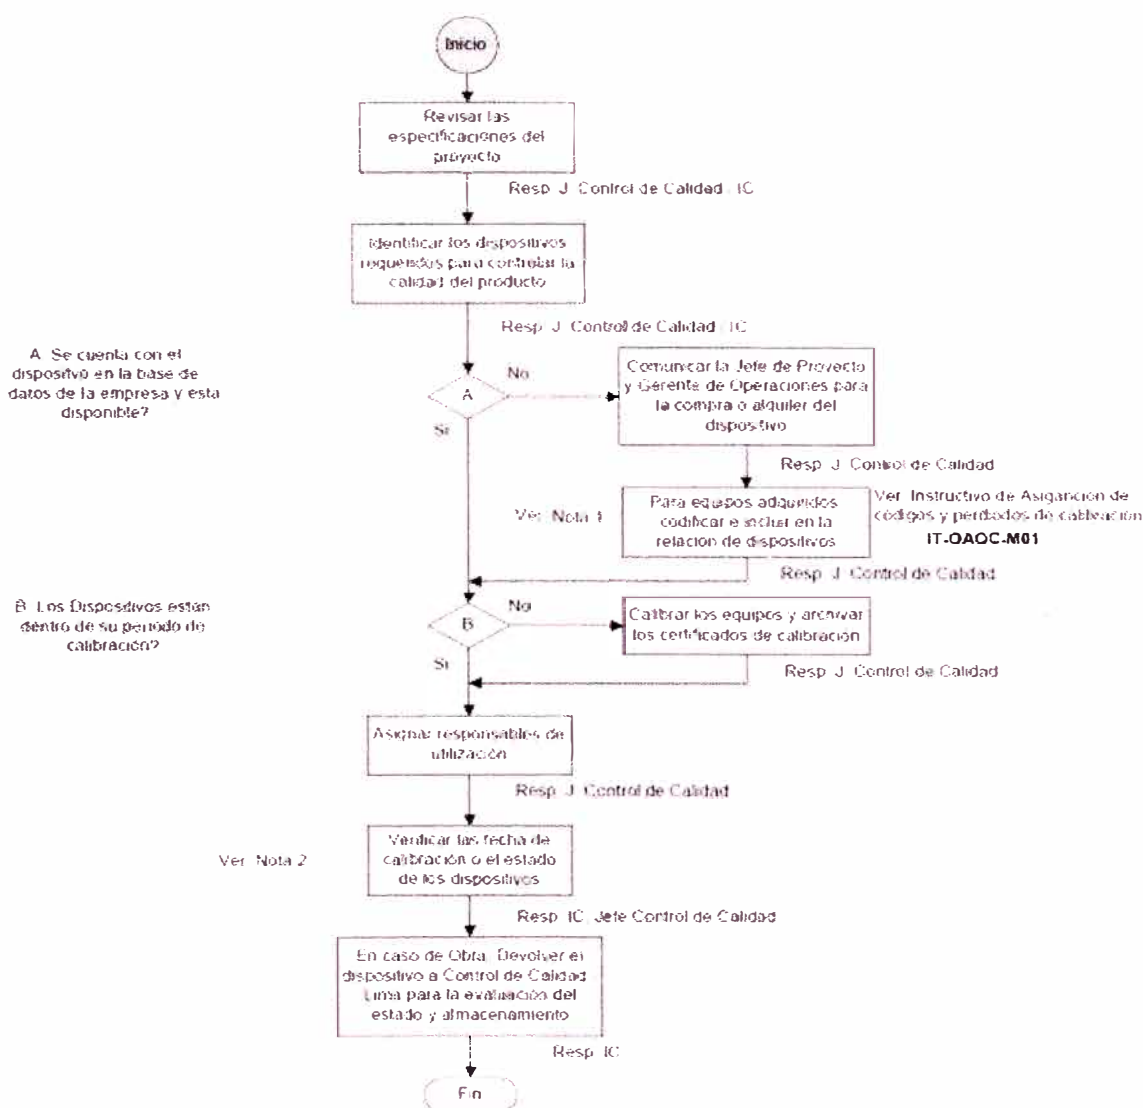 Inicio
Revisar las
especificaciones del
proyecto
Resp. J. Control de Calidad, IC
Identificar los dispositivos
requeridos para controlar la
calidad del producto
Resp. J. Control de Calidad, IC
A. Se cuenta con el
dispositivo en la base de
datos de la empresa y esta
disponible?
A
No
Si
Comunicar la Jefe de Proyecto
y Gerente de Operaciones para
la compra o alquiler del
dispositivo
Resp. J. Control de Calidad
Ver: Nota 1
Para equipos adquiridos
codificar e incluir en la
relación de dispositivos
Ver: Instructivo de Asiganción de
códigos y periodos de calibración
IT-QAQC-M01
Resp. J. Control de Calidad
B. Los Dispositivos están
dentro de su periodo de
calibración?
B
No
Si
Calibrar los equipos y archivar
los certificados de calibración
Resp. J. Control de Calidad
Asignar responsables de
utilización
Resp. J. Control de Calidad
Ver: Nota 2
Verificar las fecha de
calibración o el estado
de los dispositivos
Resp. IC, Jefe Control de Calidad
En caso de Obra: Devolver el
dispositivo a Control de Calidad
Lima para la evaluación del
estado y almacenamiento
Resp. IC
Fin